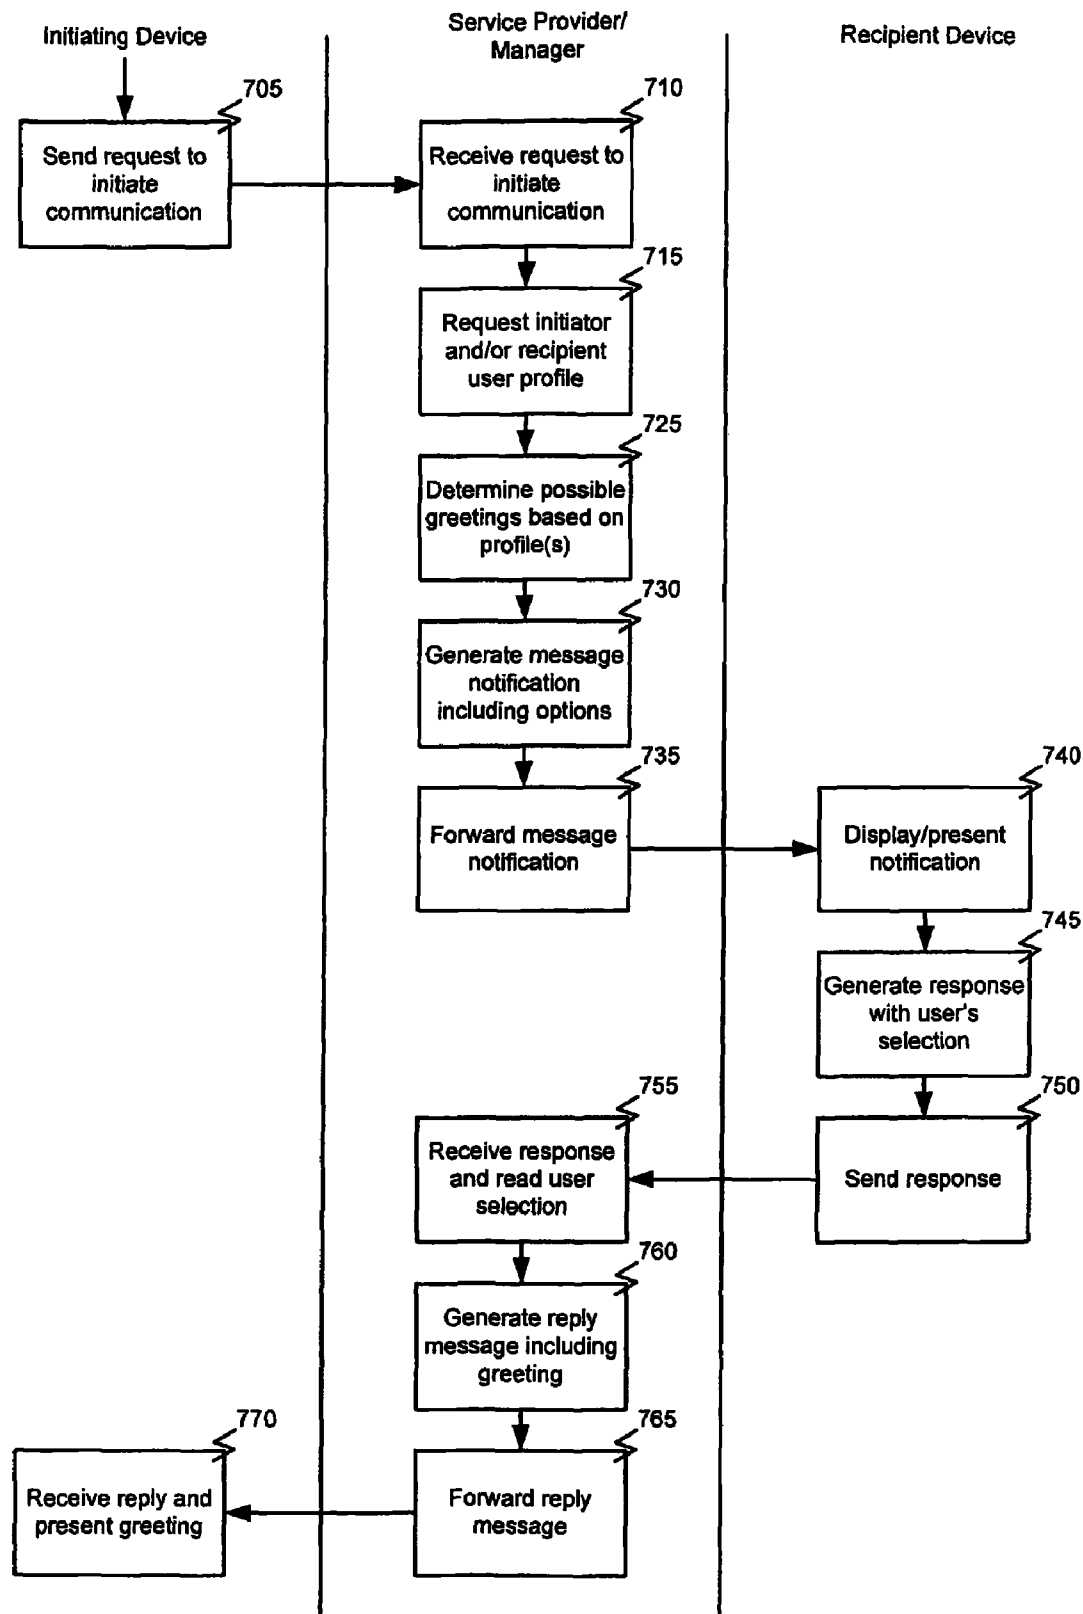 Initiating Device
Service Provider/
Manager
Recipient Device
705
Send request to
initiate
communication
710
Receive request to
initiate
communication
715
Request initiator
and/or recipient
user profile
725
Determine possible
greetings based on
profile(s)
730
Generate message
notification
including options
735
Forward message
notification
740
Display/present
notification
745
Generate response
with user's
selection
750
Send response
755
Receive response
and read user
selection
760
Generate reply
message including
greeting
765
Forward reply
message
770
Receive reply and
present greeting